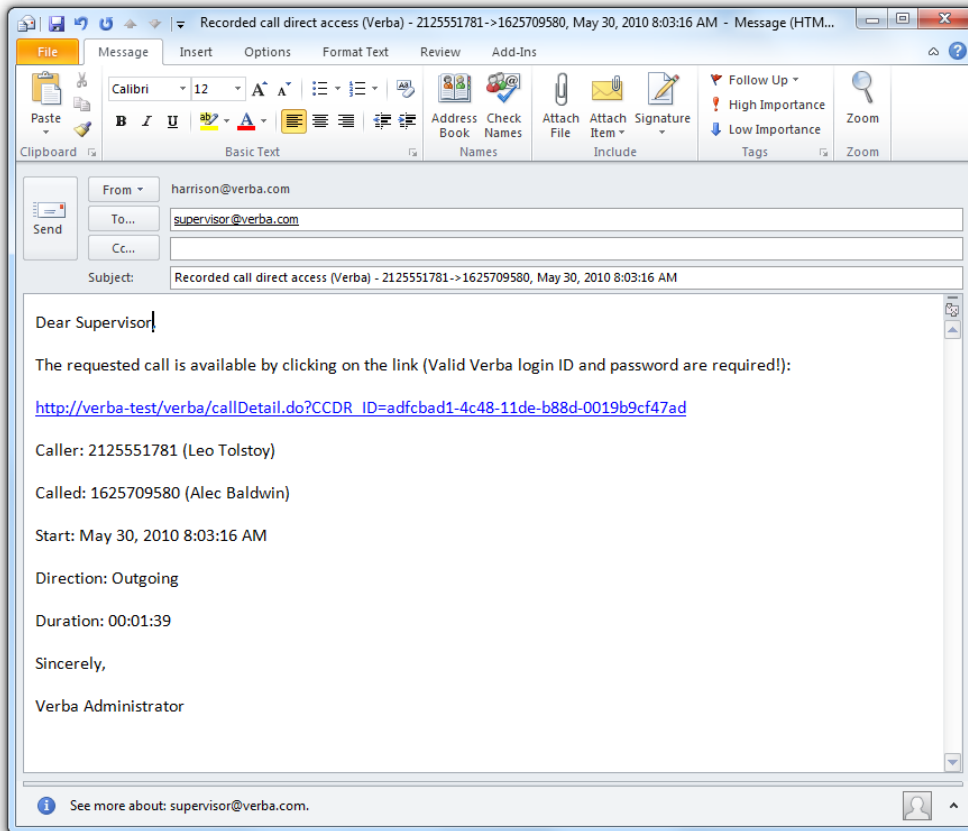 Recorded call direct access (Verba) - 2125551781->1625709580, May 30, 2010 8:03:16 AM - Message (HTM...
File Message Insert Options Format Text Review Add-Ins
Calibri 12
Paste
B I U
Address Book
Check Names
Attach File
Attach Item
Signature
Follow Up
High Importance
Low Importance
Zoom
Clipboard Basic Text Names Include Tags Zoom
From harrison@verba.com
Send
To... supervisor@verba.com
Cc...
Subject: Recorded call direct access (Verba) - 2125551781->1625709580, May 30, 2010 8:03:16 AM
Dear Supervisor,
The requested call is available by clicking on the link (Valid Verba login ID and password are required!):
http://verba-test/verba/callDetail.do?CCDR_ID=adfcbad1-4c48-11de-b88d-0019b9cf47ad
Caller: 2125551781 (Leo Tolstoy)
Called: 1625709580 (Alec Baldwin)
Start: May 30, 2010 8:03:16 AM
Direction: Outgoing
Duration: 00:01:39
Sincerely,
Verba Administrator
See more about: supervisor@verba.com.